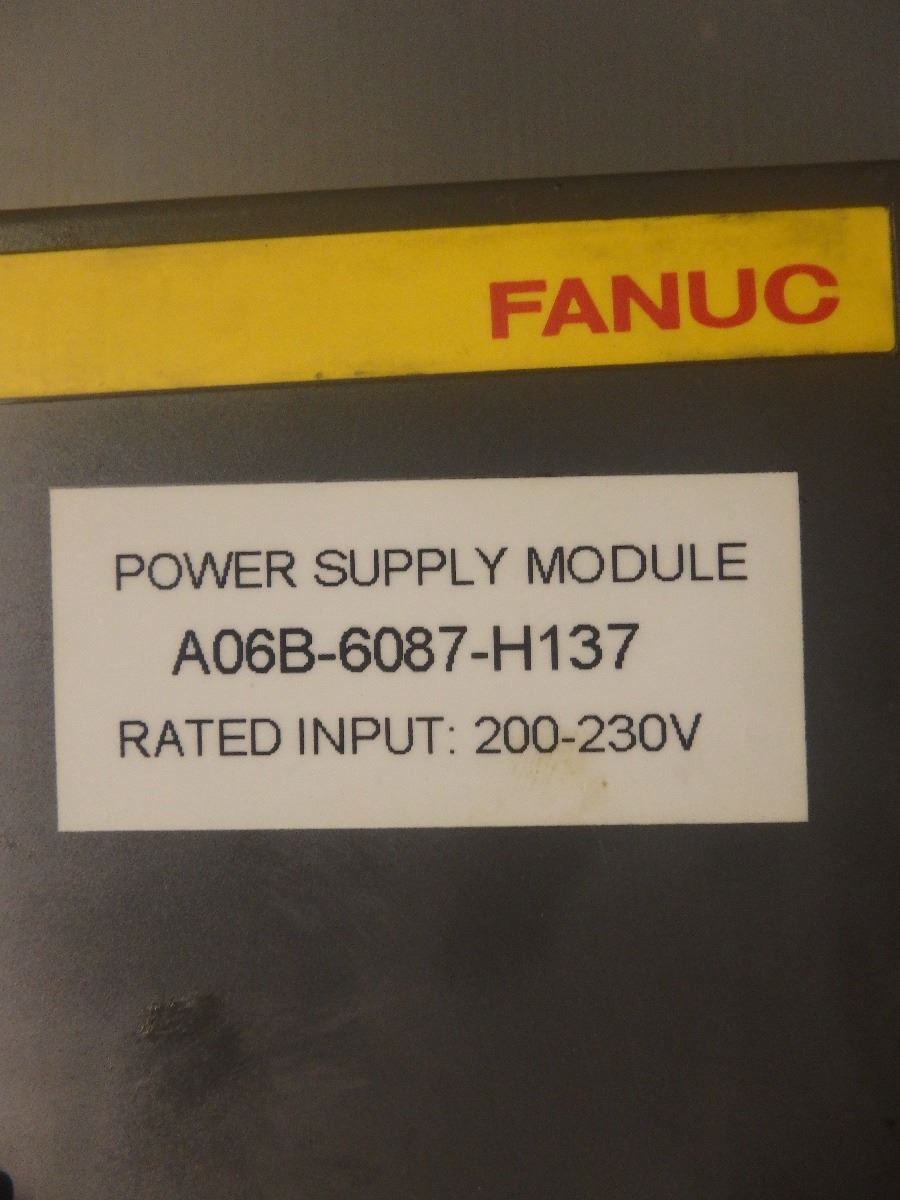 FANUC
POWER SUPPLY MODULE
A06B-6087-H137
RATED INPUT: 200-230V